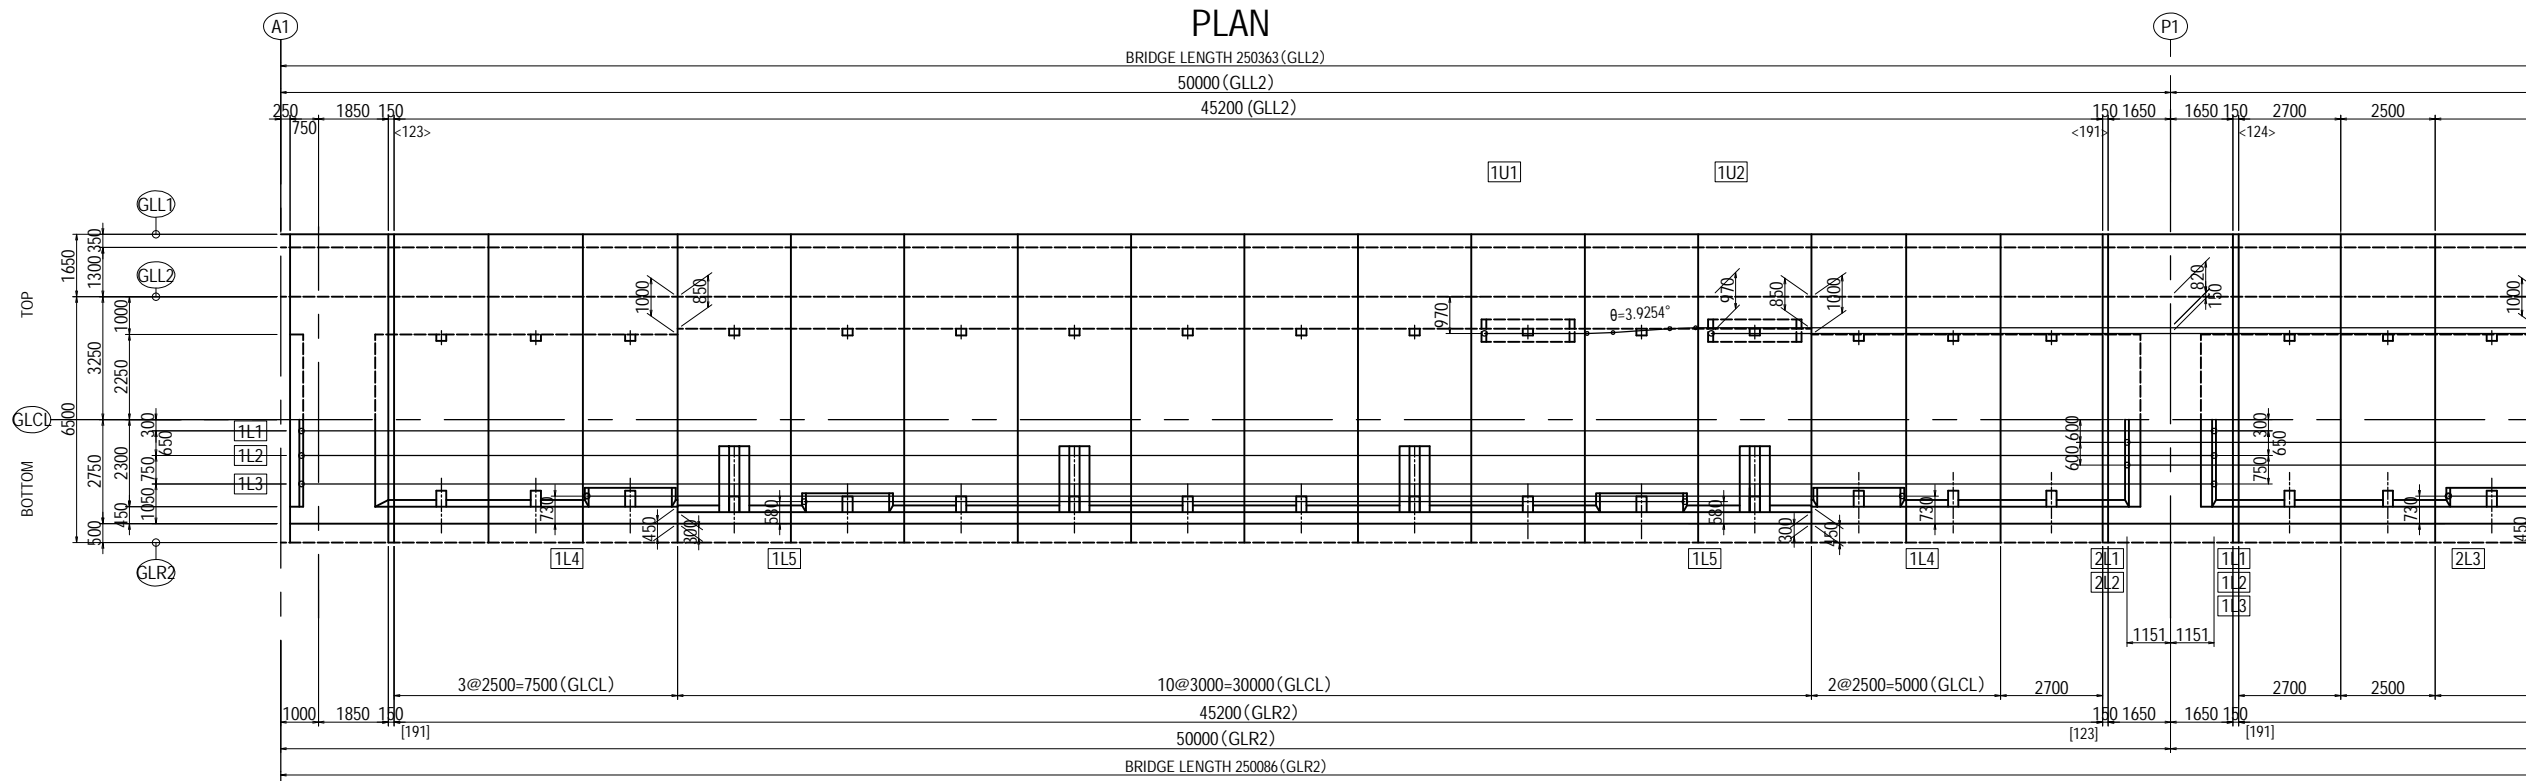 PLAN
A1
P1
BRIDGE LENGTH 250363(GLL2)
50000(GLL2)
250
1850
150
45200 (GLL2)
150
1650
1650
150
2700
2500
750
<123>
<191>
<124>
1U1
1U2
GLL1
350
1650
1300
GLL2
TOP
1000
850
970
970
850
1000
820
150
1000
θ=3.9254°
1000
3250
2250
GLCL
6500
300
1L1
650
1L2
2750
2300
750
1L3
BOTTOM
1050
450
500
600
600
300
650
750
730
450
300
580
580
300
450
730
730
450
GLR2
1L4
1L5
1L5
1L4
2L1
1L1
2L3
2L2
1L2
1L3
1151
1151
3@2500=7500(GLCL)
10@3000=30000(GLCL)
2@2500=5000(GLCL)
2700
2700
2500
1000
1850
150
45200(GLR2)
150
1650
1650
150
[191]
[123]
[191]
50000(GLR2)
BRIDGE LENGTH 250086(GLR2)